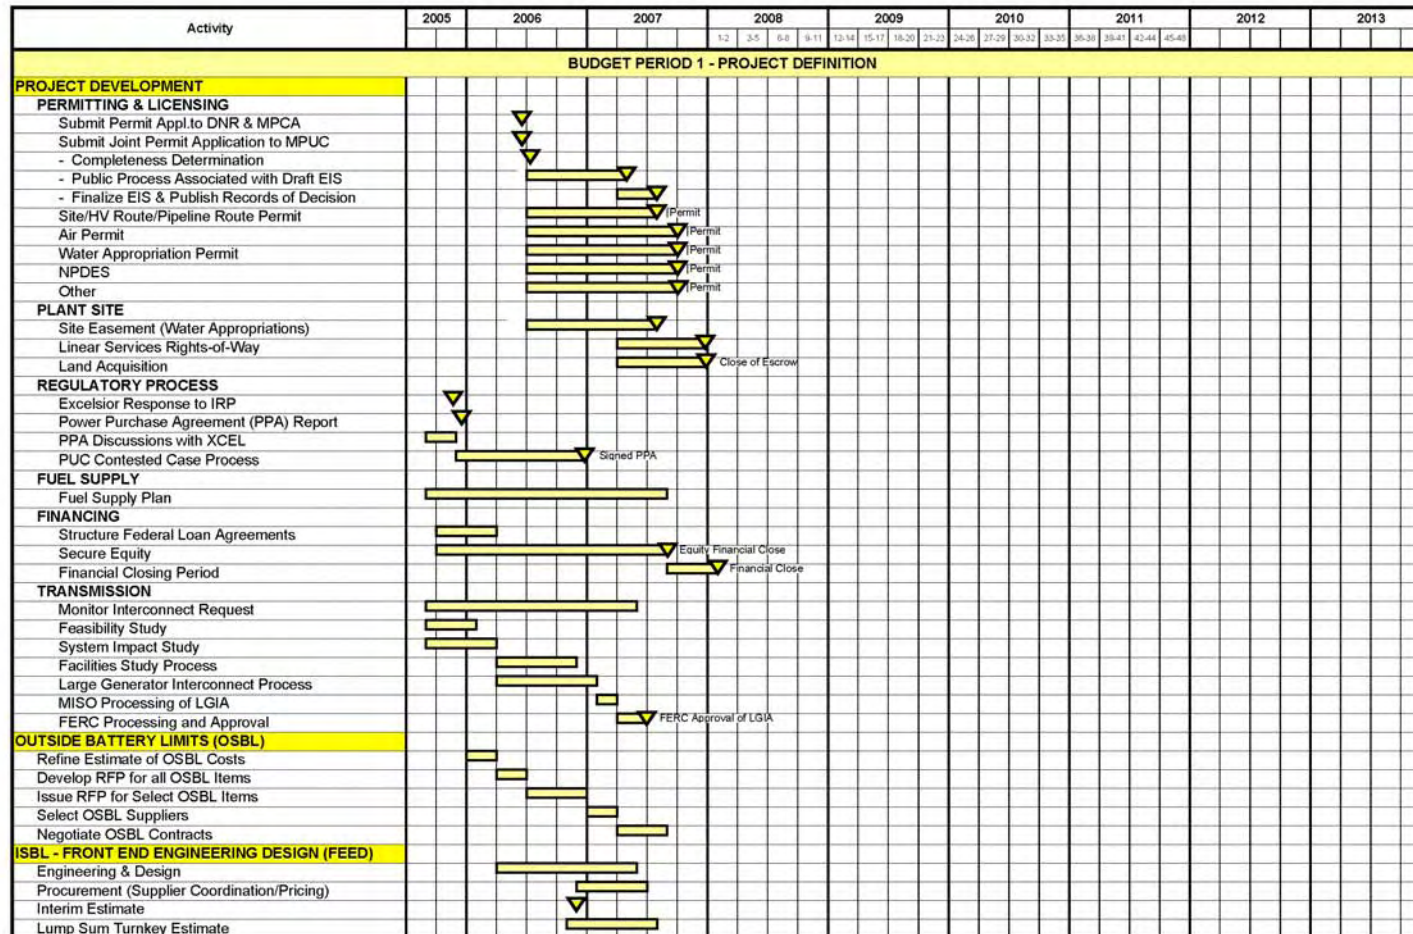 Activity 2005 2006 2007 2008 2009 2010 2011 2012 2013
1-2 3-5 6-8 9-11 12-14 15-17 18-20 21-23 24-26 27-29 30-32 33-35 36-38 39-41 42-44 45-48
BUDGET PERIOD 1 - PROJECT DEFINITION
PROJECT DEVELOPMENT
PERMITTING & LICENSING
Submit Permit Appl.to DNR & MPCA
Submit Joint Permit Application to MPUC
- Completeness Determination
- Public Process Associated with Draft EIS
- Finalize EIS & Publish Records of Decision
Site/HV Route/Pipeline Route Permit Permit
Air Permit Permit
Water Appropriation Permit Permit
NPDES Permit
Other Permit
PLANT SITE
Site Easement (Water Appropriations)
Linear Services Rights-of-Way
Land Acquisition Close of Escrow
REGULATORY PROCESS
Excelsior Response to IRP
Power Purchase Agreement (PPA) Report
PPA Discussions with XCEL
PUC Contested Case Process Signed PPA
FUEL SUPPLY
Fuel Supply Plan
FINANCING
Structure Federal Loan Agreements
Secure Equity Equity Financial Close
Financial Closing Period Financial Close
TRANSMISSION
Monitor Interconnect Request
Feasibility Study
System Impact Study
Facilities Study Process
Large Generator Interconnect Process
MISO Processing of LGIA
FERC Processing and Approval FERC Approval of LGIA
OUTSIDE BATTERY LIMITS (OSBL)
Refine Estimate of OSBL Costs
Develop RFP for all OSBL Items
Issue RFP for Select OSBL Items
Select OSBL Suppliers
Negotiate OSBL Contracts
ISBL - FRONT END ENGINEERING DESIGN (FEED)
Engineering & Design
Procurement (Supplier Coordination/Pricing)
Interim Estimate
Lump Sum Turnkey Estimate